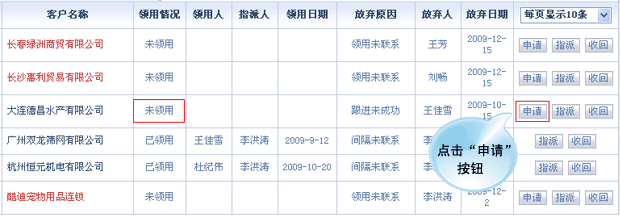 客户名称 领用情况 领用人 指派人 领用日期 放弃原因 放弃人 放弃日期 每页显示10条
长春绿洲商贸有限公司 未领用 领用未联系 王芳 2009-12-15 申请 指派 收回
长沙惠利贸易有限公司 未领用 领用未联系 刘畅 2009-12-15 申请 指派 收回
大连德昌水产有限公司 未领用 跟进未成功 王佳雪 2009-10-15 申请 指派 收回
广州双龙筛网有限公司 已领用 王佳雪 李洪涛 2009-9-12 间隔未联系 指派 收回
杭州恒元机电有限公司 已领用 杜纪伟 李洪涛 2009-10-20 间隔未联系 指派 收回
酷迪宠物用品连锁 未领用 领用未联系 李洪涛 2009-12-2 申请 指派 收回
点击“申请”
按钮